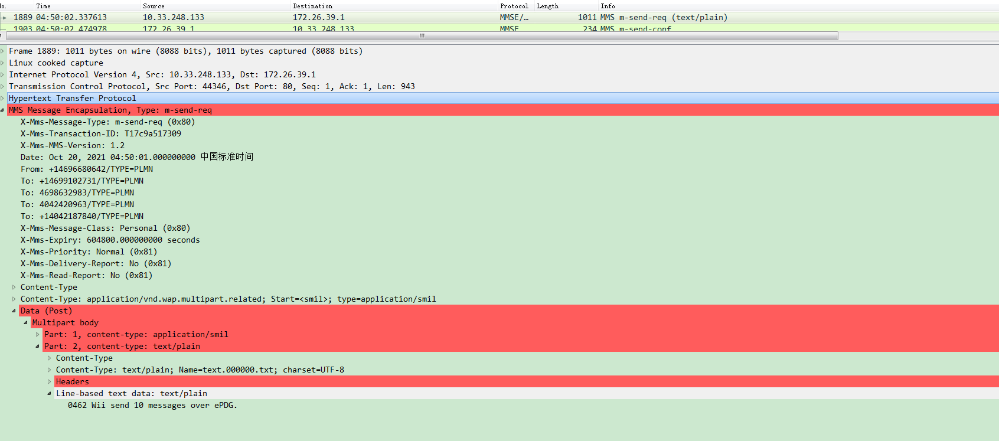 No. Time Source Destination Protocol Length Info
1889 04:50:02.337613 10.33.248.133 172.26.39.1 MMSE/… 1011 MMS m-send-req (text/plain)
1903 04:50:02.474978 172.26.39.1 10.33.248.133 MMSE 234 MMS m-send-conf
Frame 1889: 1011 bytes on wire (8088 bits), 1011 bytes captured (8088 bits)
Linux cooked capture
Internet Protocol Version 4, Src: 10.33.248.133, Dst: 172.26.39.1
Transmission Control Protocol, Src Port: 44346, Dst Port: 80, Seq: 1, Ack: 1, Len: 943
Hypertext Transfer Protocol
MMS Message Encapsulation, Type: m-send-req
X-Mms-Message-Type: m-send-req (0x80)
X-Mms-Transaction-ID: T17c9a517309
X-Mms-MMS-Version: 1.2
Date: Oct 20, 2021 04:50:01.000000000 中国标准时间
From: +14696680642/TYPE=PLMN
To: +14699102731/TYPE=PLMN
To: 4698632983/TYPE=PLMN
To: 4042420963/TYPE=PLMN
To: +14042187840/TYPE=PLMN
X-Mms-Message-Class: Personal (0x80)
X-Mms-Expiry: 604800.000000000 seconds
X-Mms-Priority: Normal (0x81)
X-Mms-Delivery-Report: No (0x81)
X-Mms-Read-Report: No (0x81)
Content-Type
Content-Type: application/vnd.wap.multipart.related; Start=<smil>; type=application/smil
Data (Post)
Multipart body
Part: 1, content-type: application/smil
Part: 2, content-type: text/plain
Content-Type
Content-Type: text/plain; Name=text.000000.txt; charset=UTF-8
Headers
Line-based text data: text/plain
0462 Wii send 10 messages over ePDG.